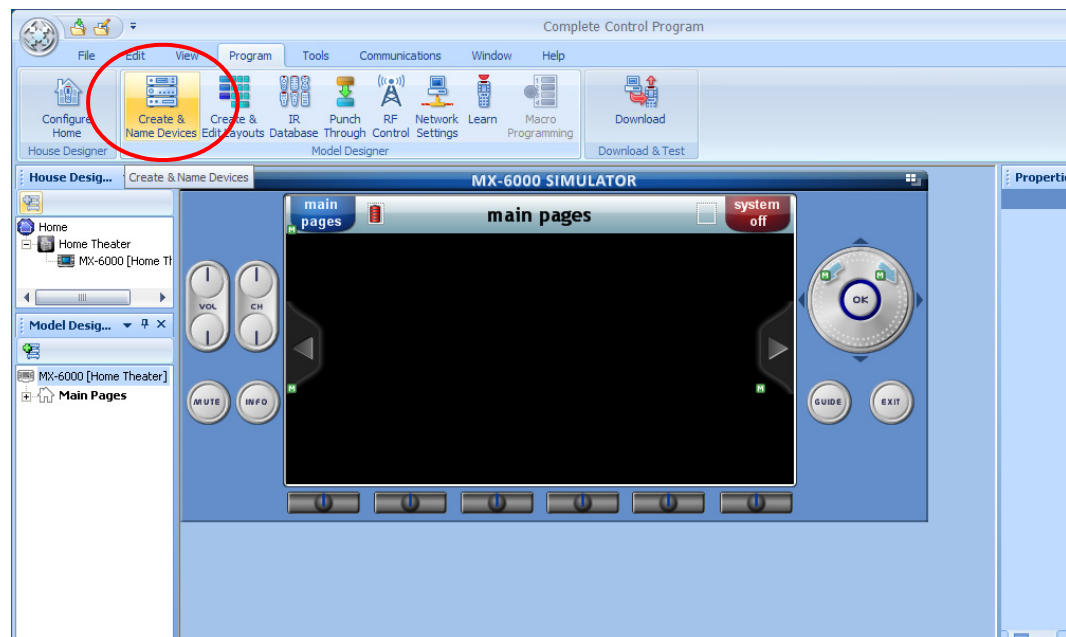 Complete Control Program
File Edit View Program Tools Communications Window Help
Configure Home
Create & Name Devices
Create & Edit Layouts
IR Database
Punch Through
RF Control
Network Settings
Learn
Macro Programming
Download
House Designer
Model Designer
Download & Test
House Desig...
Create & Name Devices
MX-6000 SIMULATOR
Properti
Home
Home Theater
MX-6000 [Home Th
Model Desig...
MX-6000 [Home Theater]
Main Pages
main pages
main pages
system off
M
VOL
CH
M
M
OK
M
M
MUTE
INFO
GUIDE
EXIT